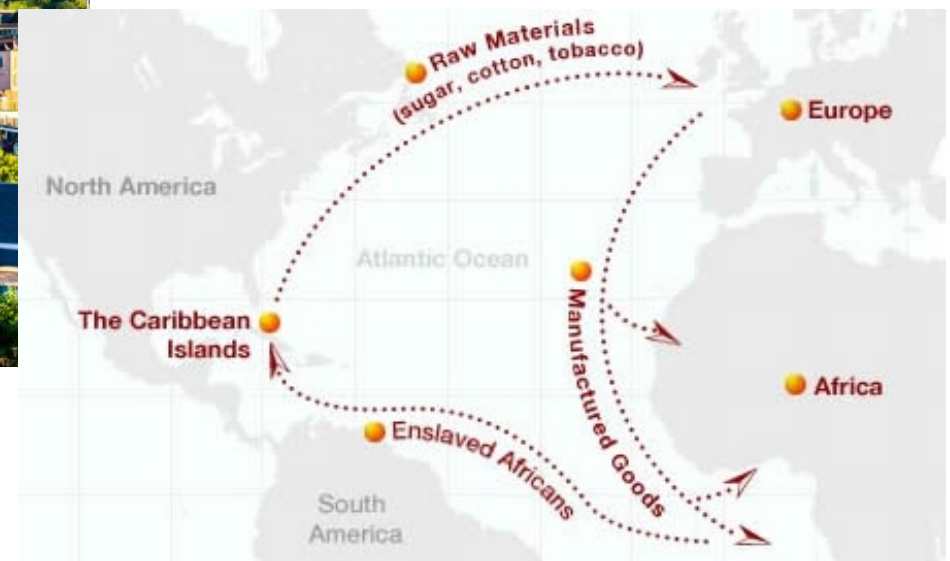 Raw Materials
(sugar, cotton, tobacco)
Europe
North America
Atlantic Ocean
The Caribbean
Islands
Manufactured Goods
Africa
Enslaved Africans
South
America